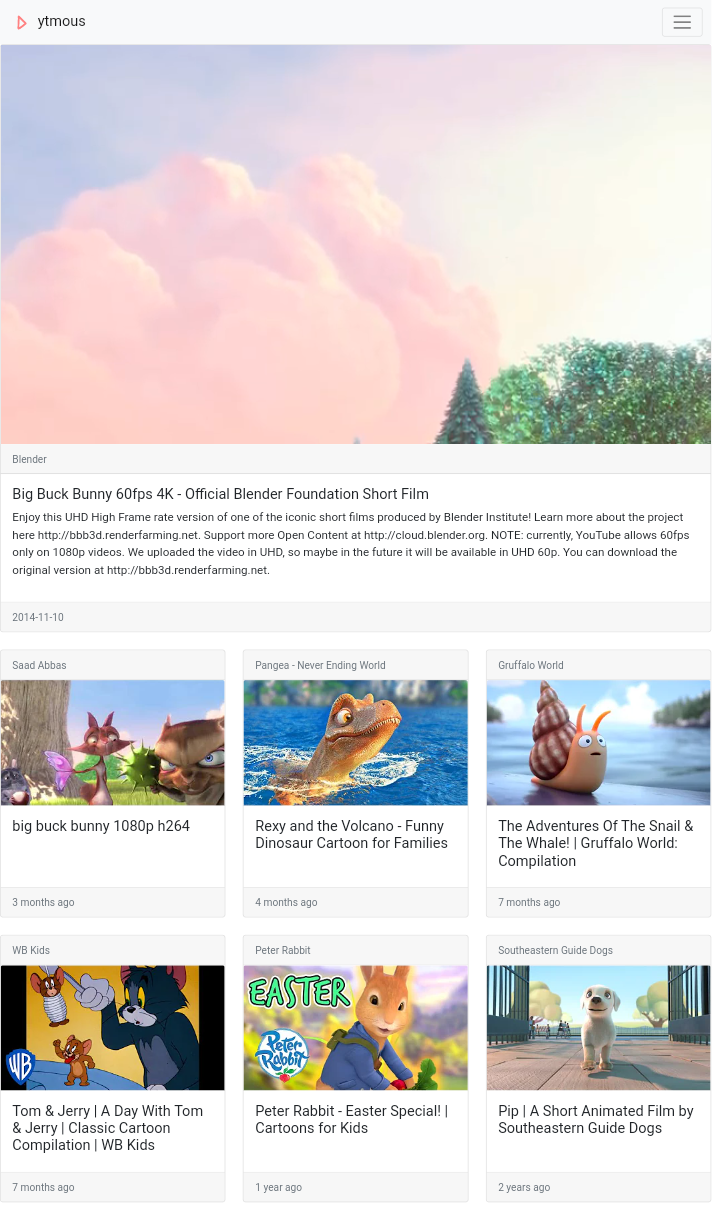 ytmous
Blender
Big Buck Bunny 60fps 4K - Official Blender Foundation Short Film
Enjoy this UHD High Frame rate version of one of the iconic short films produced by Blender Institute! Learn more about the project
here http://bbb3d.renderfarming.net. Support more Open Content at http://cloud.blender.org. NOTE: currently, YouTube allows 60fps
only on 1080p videos. We uploaded the video in UHD, so maybe in the future it will be available in UHD 60p. You can download the
original version at http://bbb3d.renderfarming.net.
2014-11-10
Saad Abbas
big buck bunny 1080p h264
3 months ago
Pangea - Never Ending World
Rexy and the Volcano - Funny
Dinosaur Cartoon for Families
4 months ago
Gruffalo World
The Adventures Of The Snail &
The Whale! | Gruffalo World:
Compilation
7 months ago
WB Kids
WB
Tom & Jerry | A Day With Tom
& Jerry | Classic Cartoon
Compilation | WB Kids
7 months ago
Peter Rabbit
EASTER
Peter
Rabbit
Peter Rabbit - Easter Special! |
Cartoons for Kids
1 year ago
Southeastern Guide Dogs
Pip | A Short Animated Film by
Southeastern Guide Dogs
2 years ago